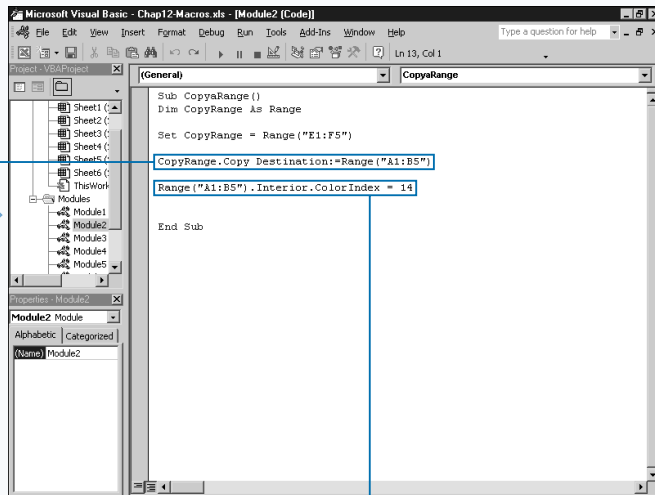 Microsoft Visual Basic - Chap12-Macros.xls - [Module2 (Code)]
File Edit View Insert Format Debug Run Tools Add-Ins Window Help Type a question for help
Ln 13, Col 1
Project - VBAProject
(General) CopyaRange
Sheet1 (
Sheet2 (
Sheet3 (
Sheet4 (
Sheet5 (
Sheet6 (
ThisWork
Modules
Module1
Module2
Module3
Module4
Module5
Sub CopyaRange()
Dim CopyRange As Range
Set CopyRange = Range("E1:F5")
CopyRange.Copy Destination:=Range("A1:B5")
Range("A1:B5").Interior.ColorIndex = 14
End Sub
Properties - Module2
Module2 Module
Alphabetic Categorized
(Name) Module2